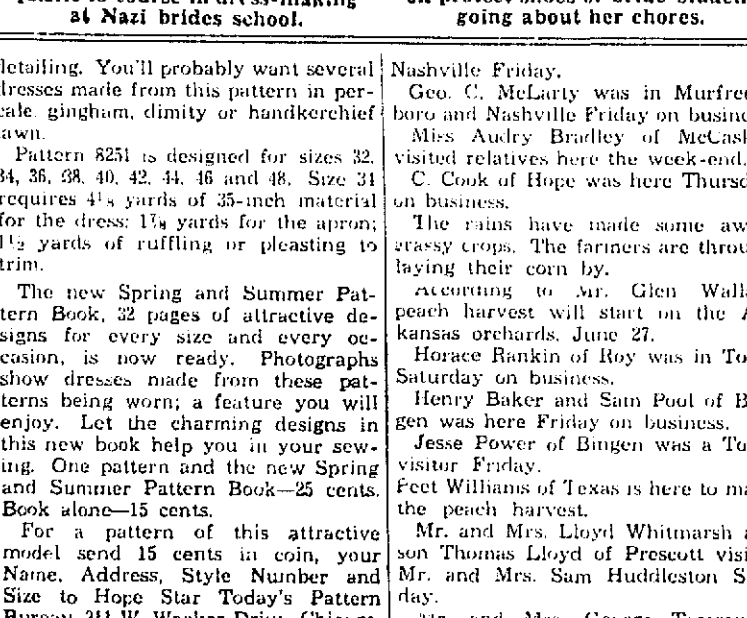 at Nazi brides school.
going about her chores.
detailing. You'll probably want several
dresses made from this pattern in per-
cale, gingham, dimity or handkerchief
lawn.
Pattern 8251 is designed for sizes 32,
34, 36, 38, 40, 42, 44, 46 and 48. Size 34
requires 4⅛ yards of 35-inch material
for the dress; 1⅞ yards for the apron;
1½ yards of ruffling or pleasting to
trim.
The new Spring and Summer Pat-
tern Book, 32 pages of attractive de-
signs for every size and every oc-
casion, is now ready. Photographs
show dresses made from these pat-
terns being worn; a feature you will
enjoy. Let the charming designs in
this new book help you in your sew-
ing. One pattern and the new Spring
and Summer Pattern Book—25 cents.
Book alone—15 cents.
For a pattern of this attractive
model send 15 cents in coin, your
Name, Address, Style Number and
Size to Hope Star Today's Pattern
Nashville Friday.
Geo. C. McLarty was in Murfree
boro and Nashville Friday on busine
Miss Audry Bradley of McCask
visited relatives here the week-end.
C. Cook of Hope was here Thursd
on business.
The rains have made some aw
grassy crops. The farmers are throu
laying their corn by.
According to Mr. Glen Walla
peach harvest will start on the A
kansas orchards, June 27.
Horace Rankin of Roy was in To
Saturday on business.
Henry Baker and Sam Pool of B
gen was here Friday on business.
Jesse Power of Bingen was a To
visitor Friday.
Feet Williams of Texas is here to ma
the peach harvest.
Mr. and Mrs. Lloyd Whitmarsh a
son Thomas Lloyd of Prescott visi
Mr. and Mrs. Sam Huddleston S
day.